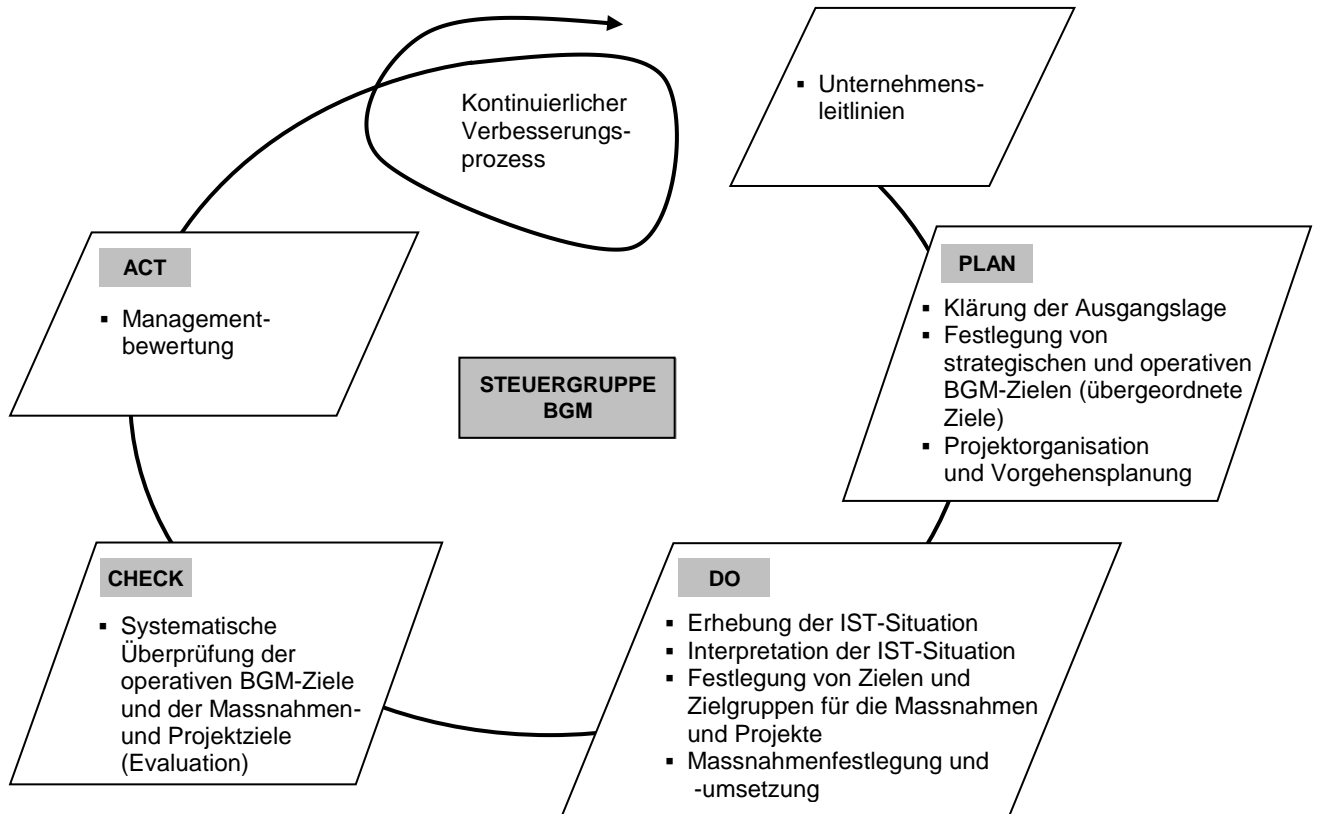 Kontinuierlicher
Verbesserungs-
prozess
▪ Unternehmens-
leitlinien
PLAN
▪ Klärung der Ausgangslage
▪ Festlegung von
strategischen und operativen
BGM-Zielen (übergeordnete
Ziele)
▪ Projektorganisation
und Vorgehensplanung
DO
▪ Erhebung der IST-Situation
▪ Interpretation der IST-Situation
▪ Festlegung von Zielen und
Zielgruppen für die Massnahmen
und Projekte
▪ Massnahmenfestlegung und
-umsetzung
CHECK
▪ Systematische
Überprüfung der
operativen BGM-Ziele
und der Massnahmen-
und Projektziele
(Evaluation)
ACT
▪ Management-
bewertung
STEUERGRUPPE
BGM